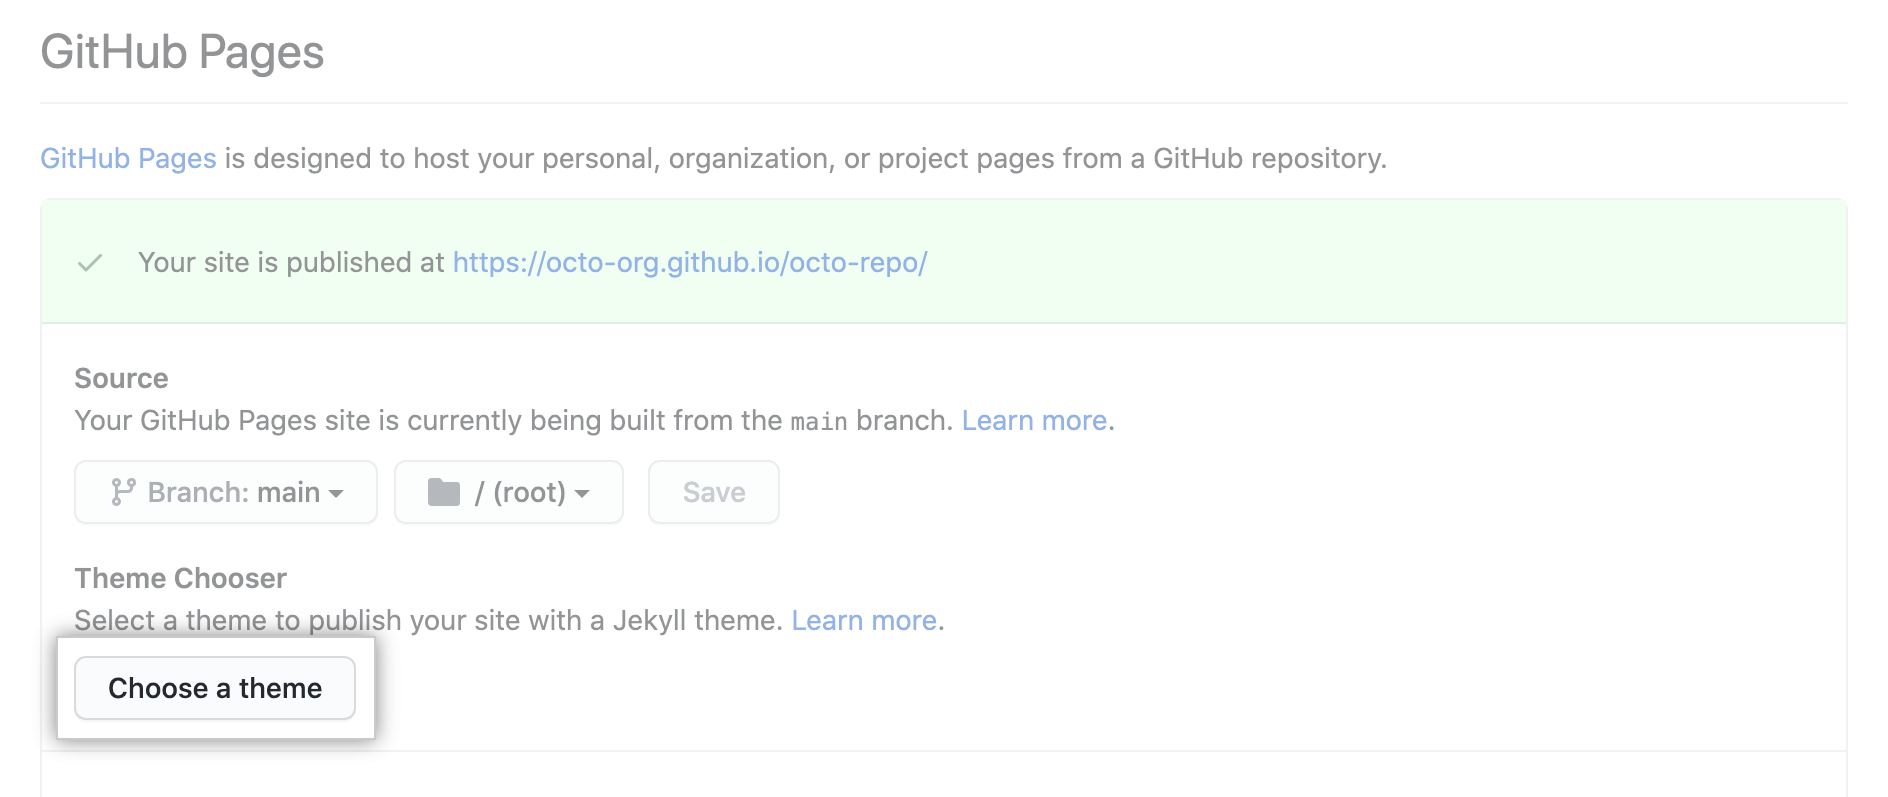 GitHub Pages
GitHub Pages is designed to host your personal, organization, or project pages from a GitHub repository.
Your site is published at https://octo-org.github.io/octo-repo/
Source
Your GitHub Pages site is currently being built from the main branch. Learn more.
Branch: main / (root) Save
Theme Chooser
Select a theme to publish your site with a Jekyll theme. Learn more.
Choose a theme